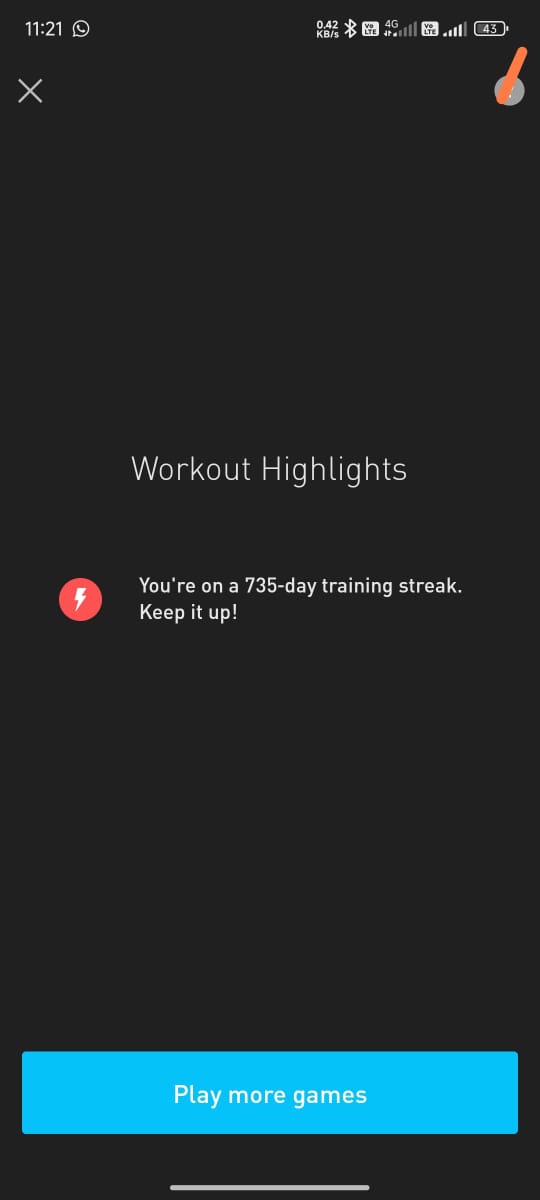 11:21
0.42
KB/s
Vo
LTE
4G
Vo
LTE
43
Workout Highlights
You're on a 735-day training streak.
Keep it up!
Play more games